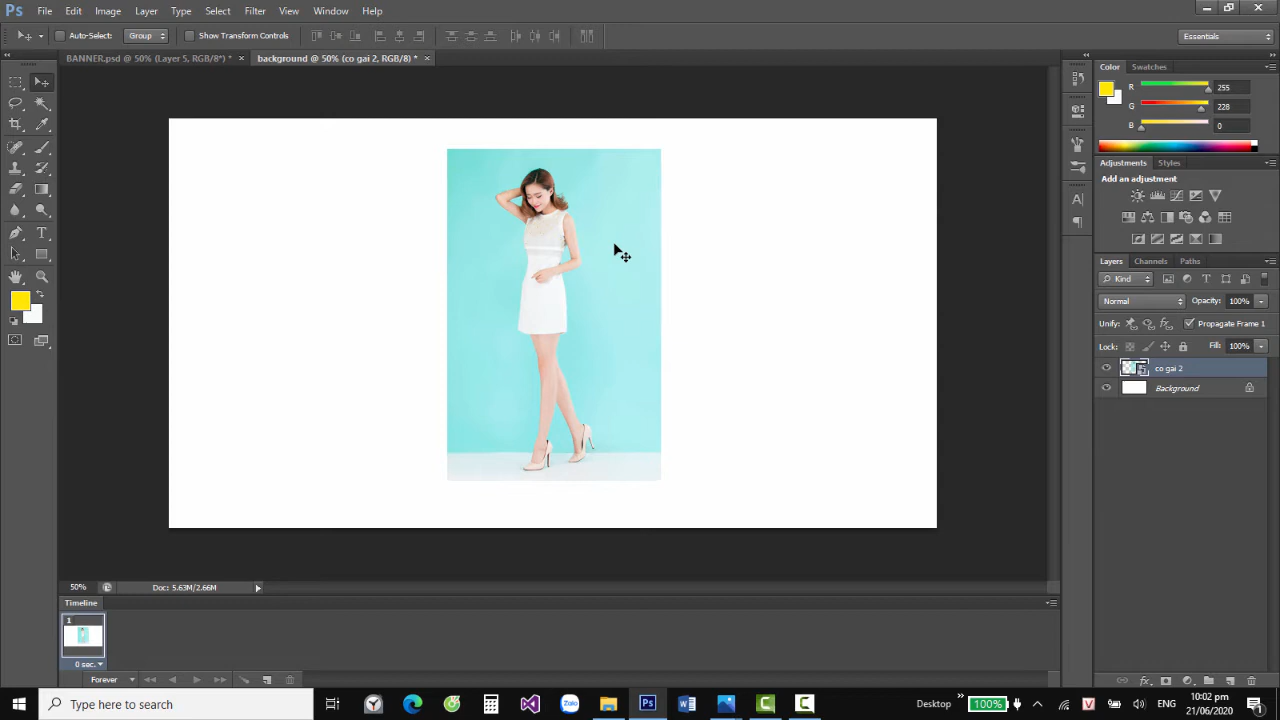 Ps File Edit Image Layer Type Select Filter View Window Help
Auto-Select: Group Show Transform Controls Essentials
BANNER.psd @ 50% (Layer 5, RGB/8*) * × background @ 50% (co gai 2, RGB/8) * ×
Color Swatches
R 255
G 228
B 0
Adjustments Styles
Add an adjustment
T
A
Layers Channels Paths
Kind
Normal Opacity: 100%
Unify: Propagate Frame 1
Lock: Fill: 100%
co gai 2
Background
50% Doc: 5.63M/2.66M
Timeline
1
0 sec.
Forever
Type here to search
Zalo Ps W C C Desktop 100% V ENG 10:02 pm
21/06/2020 1